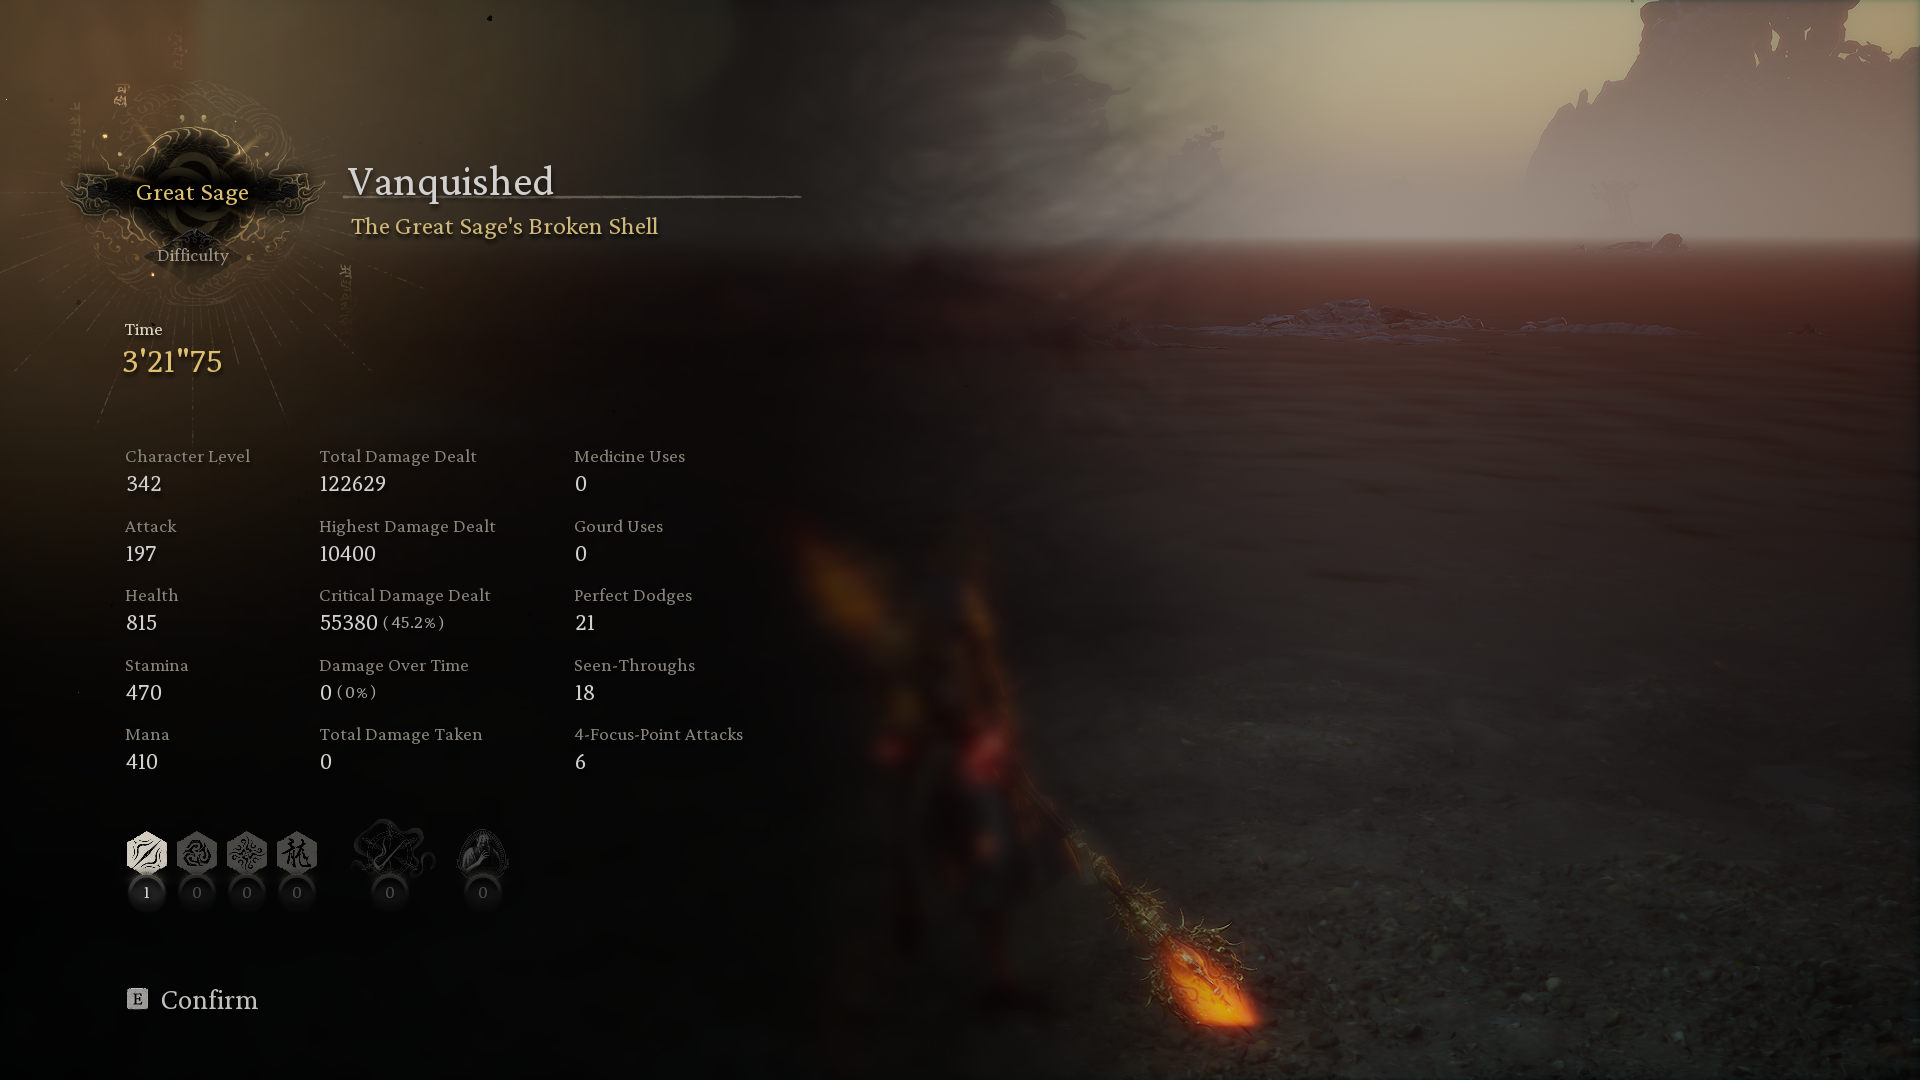 Great Sage
Difficulty
Vanquished
The Great Sage's Broken Shell
Time
3'21"75
Character Level
342
Attack
197
Health
815
Stamina
470
Mana
410
Total Damage Dealt
122629
Highest Damage Dealt
10400
Critical Damage Dealt
55380 (45.2%)
Damage Over Time
0 (0%)
Total Damage Taken
0
Medicine Uses
0
Gourd Uses
0
Perfect Dodges
21
Seen-Throughs
18
4-Focus-Point Attacks
6
1 0 0 0 0 0
E Confirm